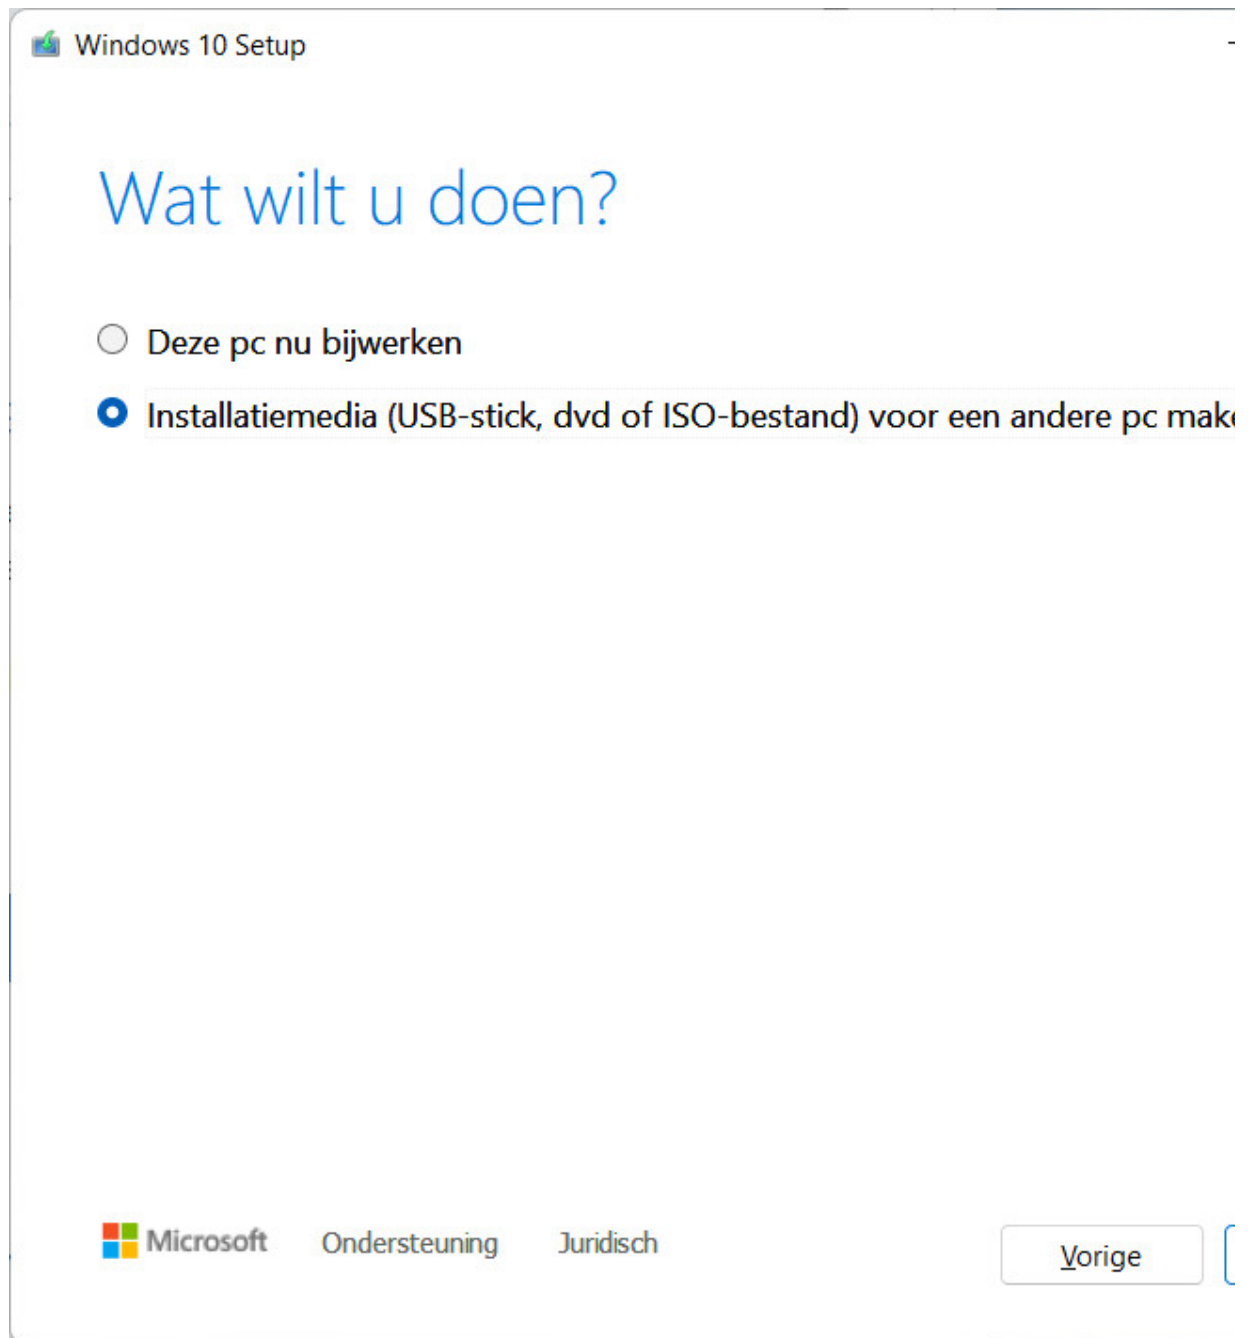 Windows 10 Setup
Wat wilt u doen?
Deze pc nu bijwerken
Installatiemedia (USB-stick, dvd of ISO-bestand) voor een andere pc make
Microsoft Ondersteuning Juridisch Vorige